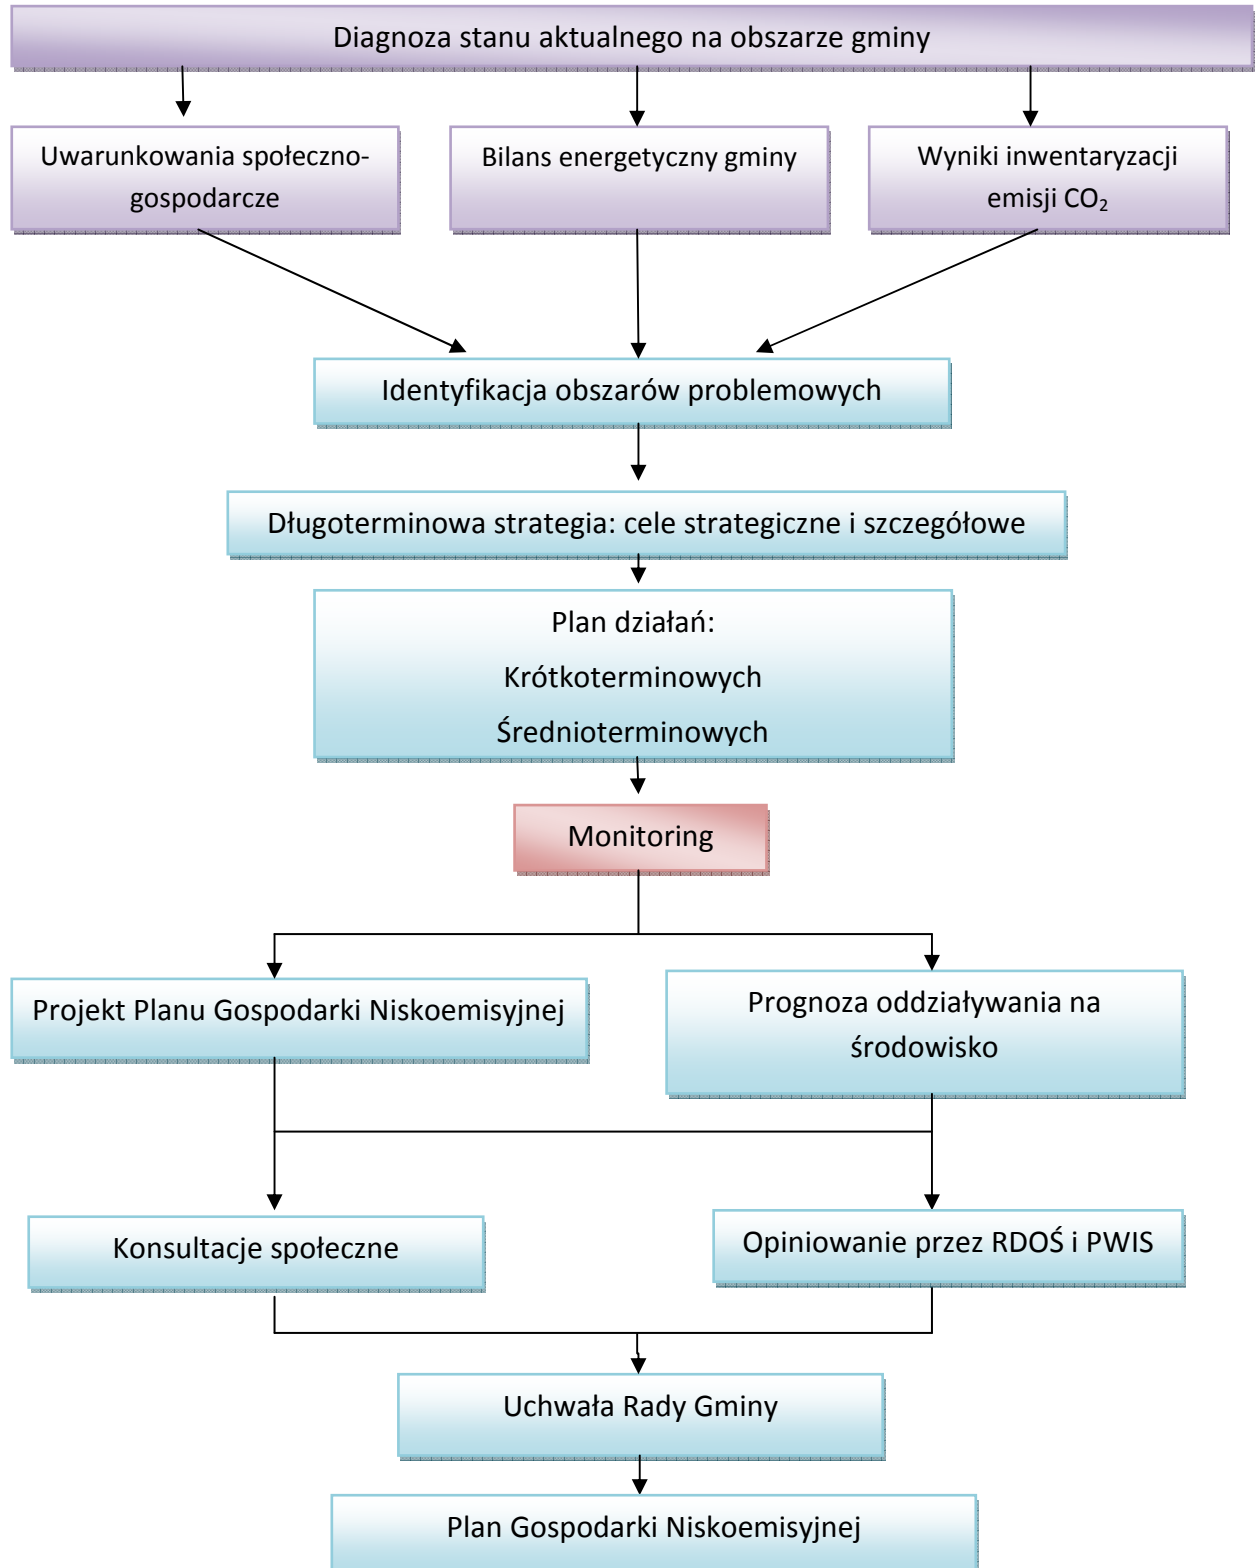 Diagnoza stanu aktualnego na obszarze gminy
Uwarunkowania społeczno-
gospodarcze
Bilans energetyczny gminy
Wyniki inwentaryzacji
emisji CO₂
Identyfikacja obszarów problemowych
Długoterminowa strategia: cele strategiczne i szczegółowe
Plan działań:
Krótkoterminowych
Średnioterminowych
Monitoring
Projekt Planu Gospodarki Niskoemisyjnej
Prognoza oddziaływania na
środowisko
Konsultacje społeczne
Opiniowanie przez RDOŚ i PWIS
Uchwała Rady Gminy
Plan Gospodarki Niskoemisyjnej